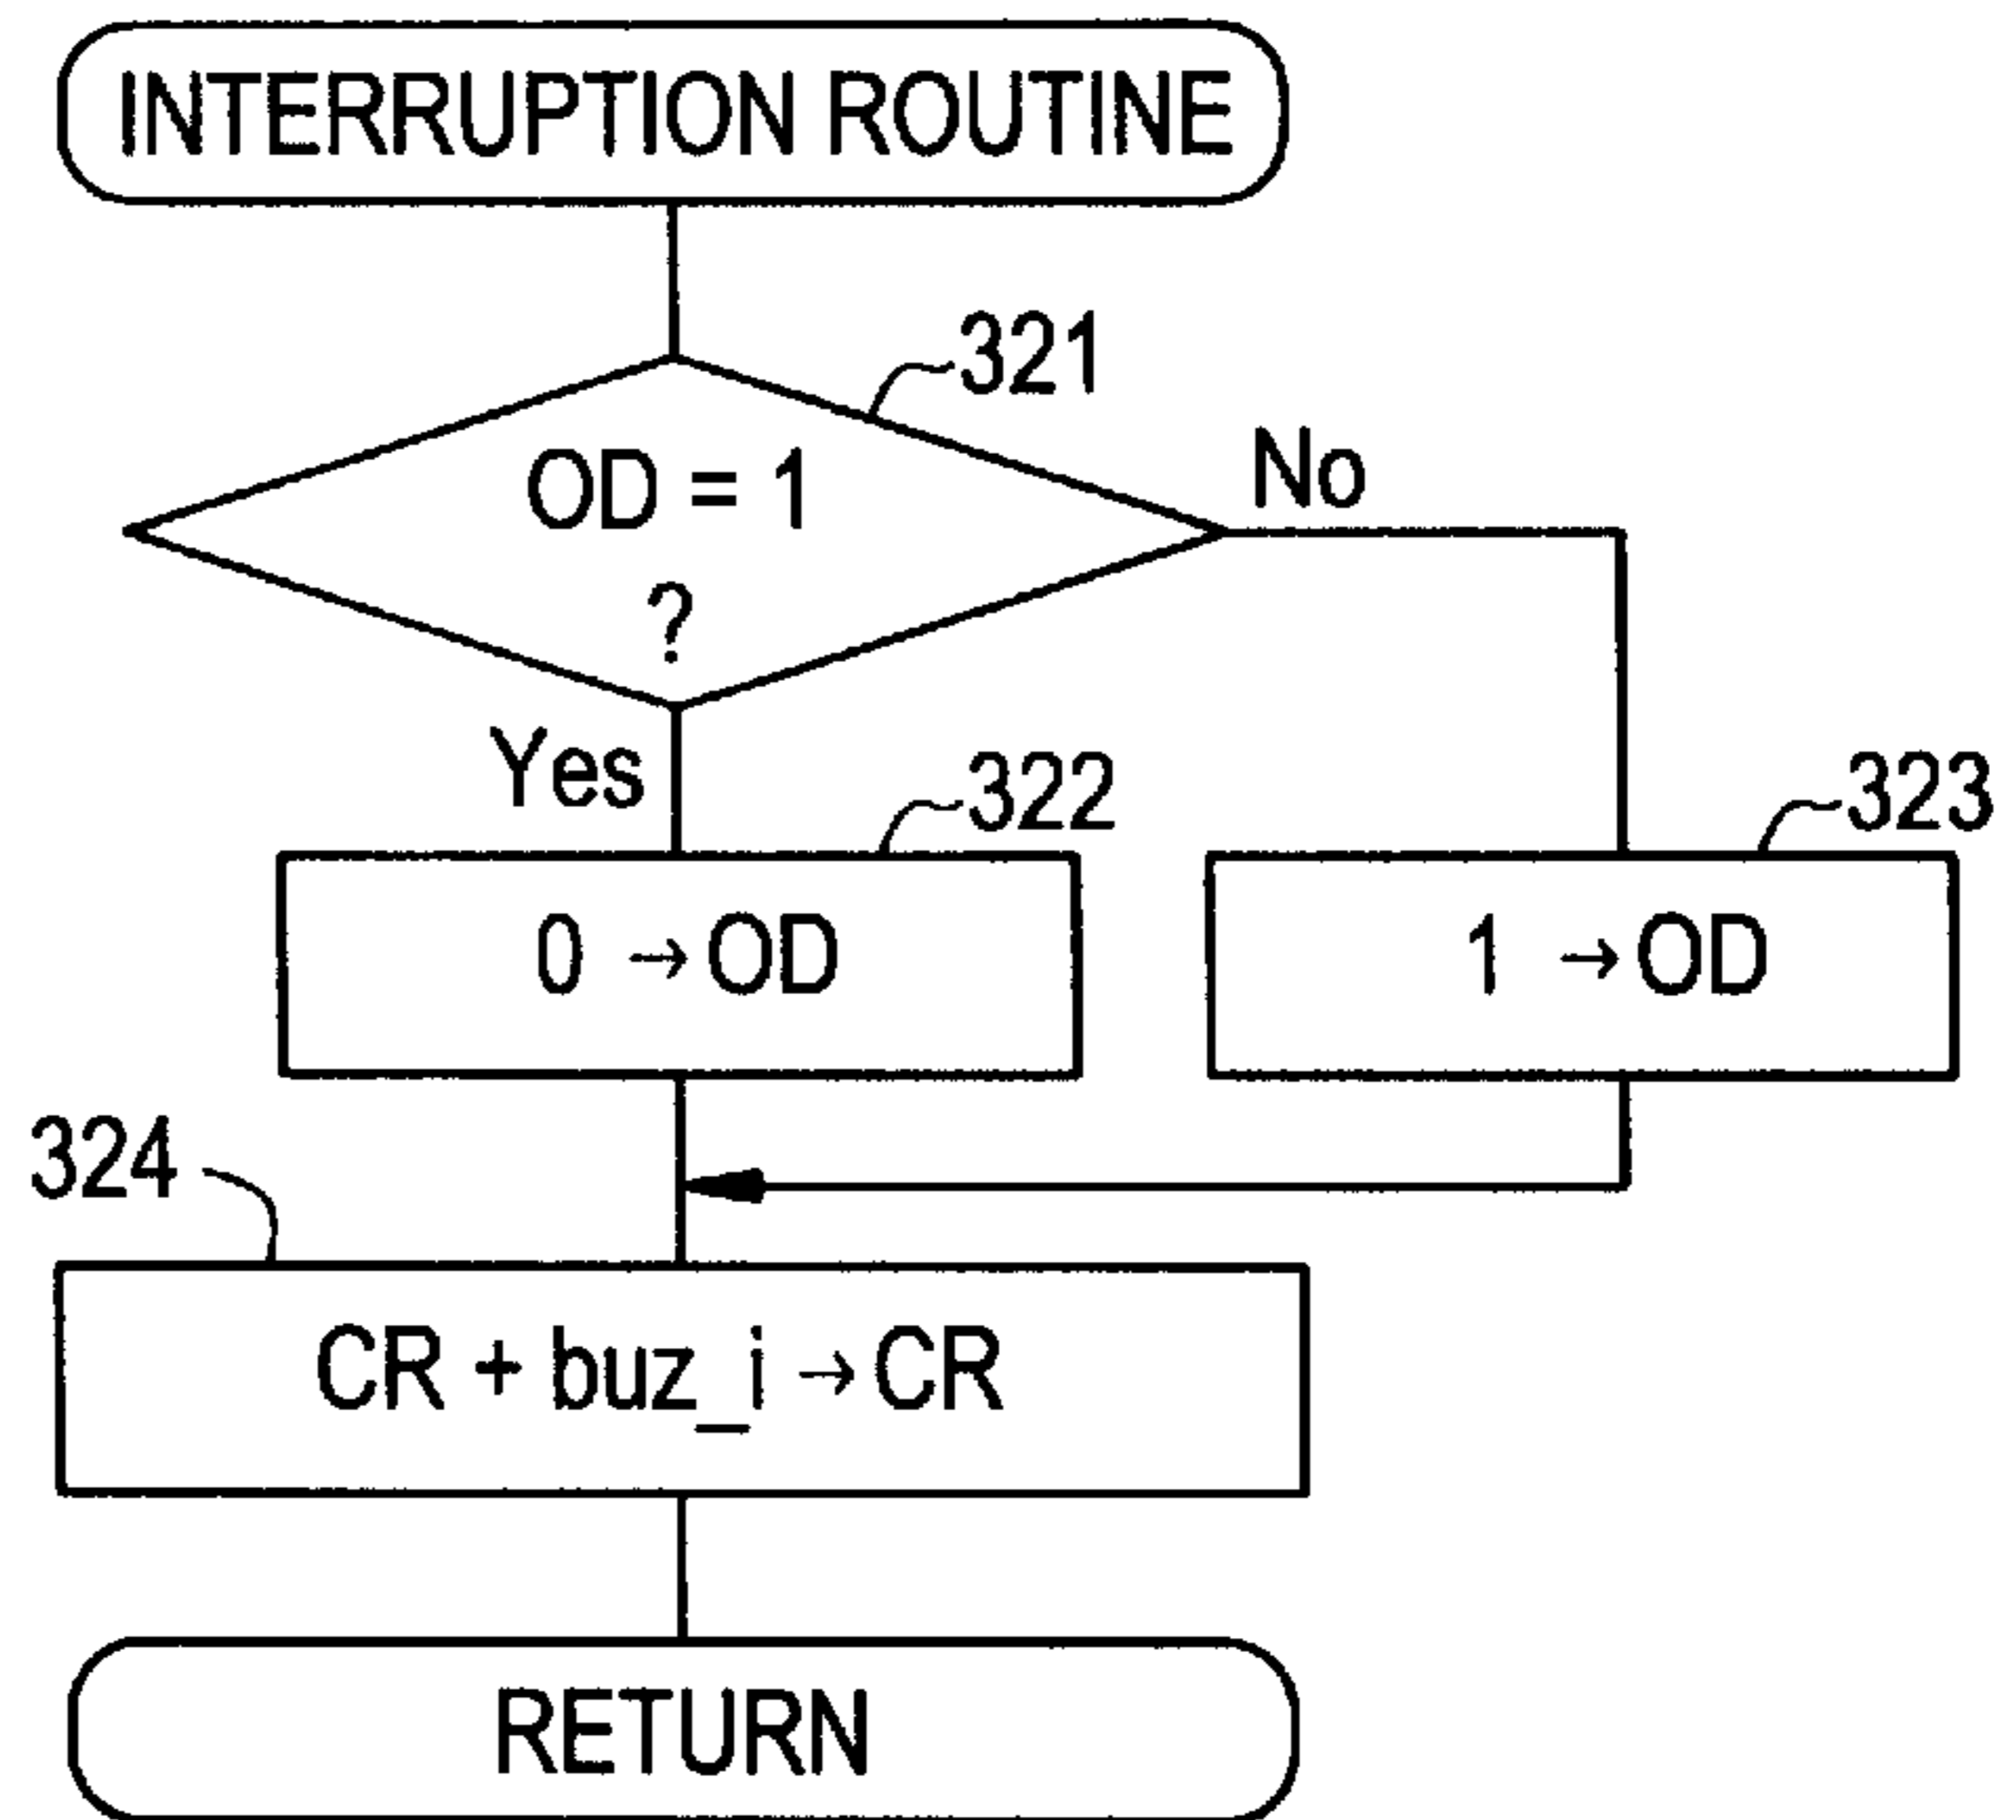 INTERRUPTION ROUTINE
321
OD = 1
?
No
Yes
322
323
0 → OD
1 → OD
324
CR + buz_i → CR
RETURN